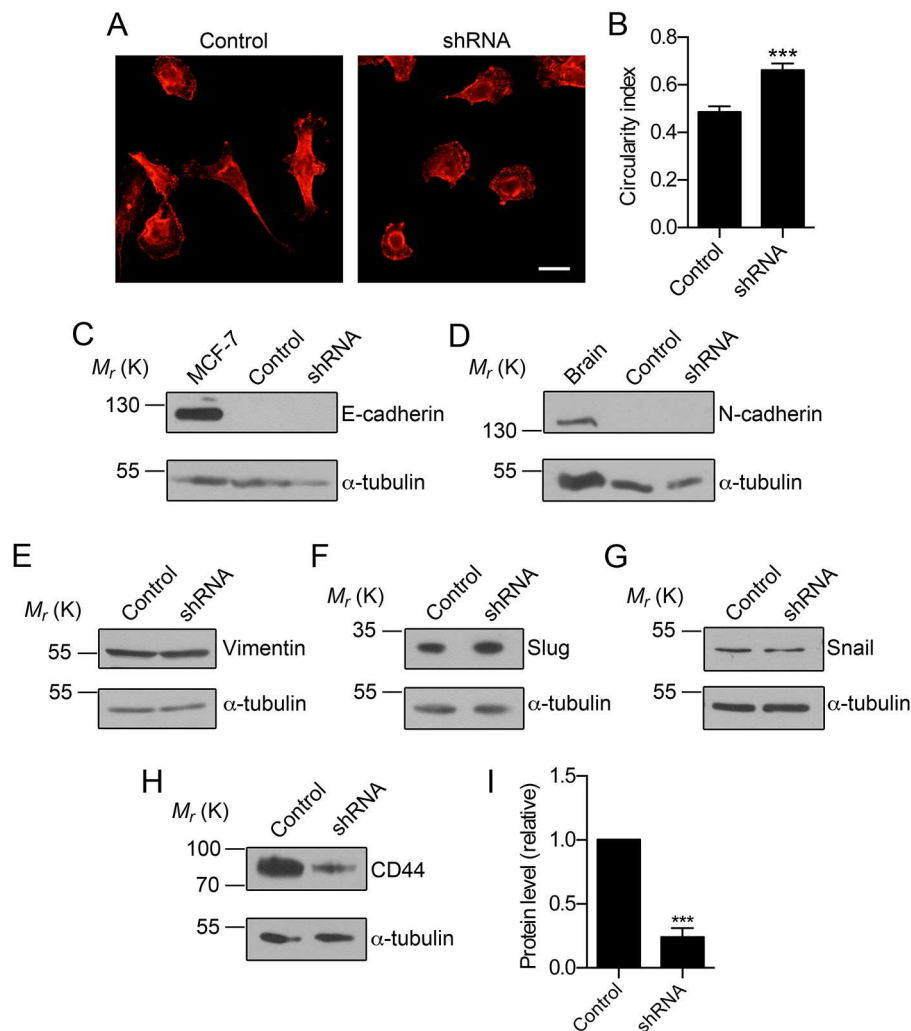 A
Control
shRNA
B
Circularity index
0.8
0.6
0.4
0.2
0.0
***
Control
shRNA
C
Mr (K)
MCF-7
Control
shRNA
130
E-cadherin
55
α-tubulin
D
Mr (K)
Brain
Control
shRNA
130
N-cadherin
55
α-tubulin
E
Mr (K)
Control
shRNA
55
Vimentin
55
α-tubulin
F
Mr (K)
Control
shRNA
35
Slug
55
α-tubulin
G
Mr (K)
Control
shRNA
55
Snail
55
α-tubulin
H
Mr (K)
Control
shRNA
100
70
CD44
55
α-tubulin
I
Protein level (relative)
1.5
1.0
0.5
0.0
***
Control
shRNA